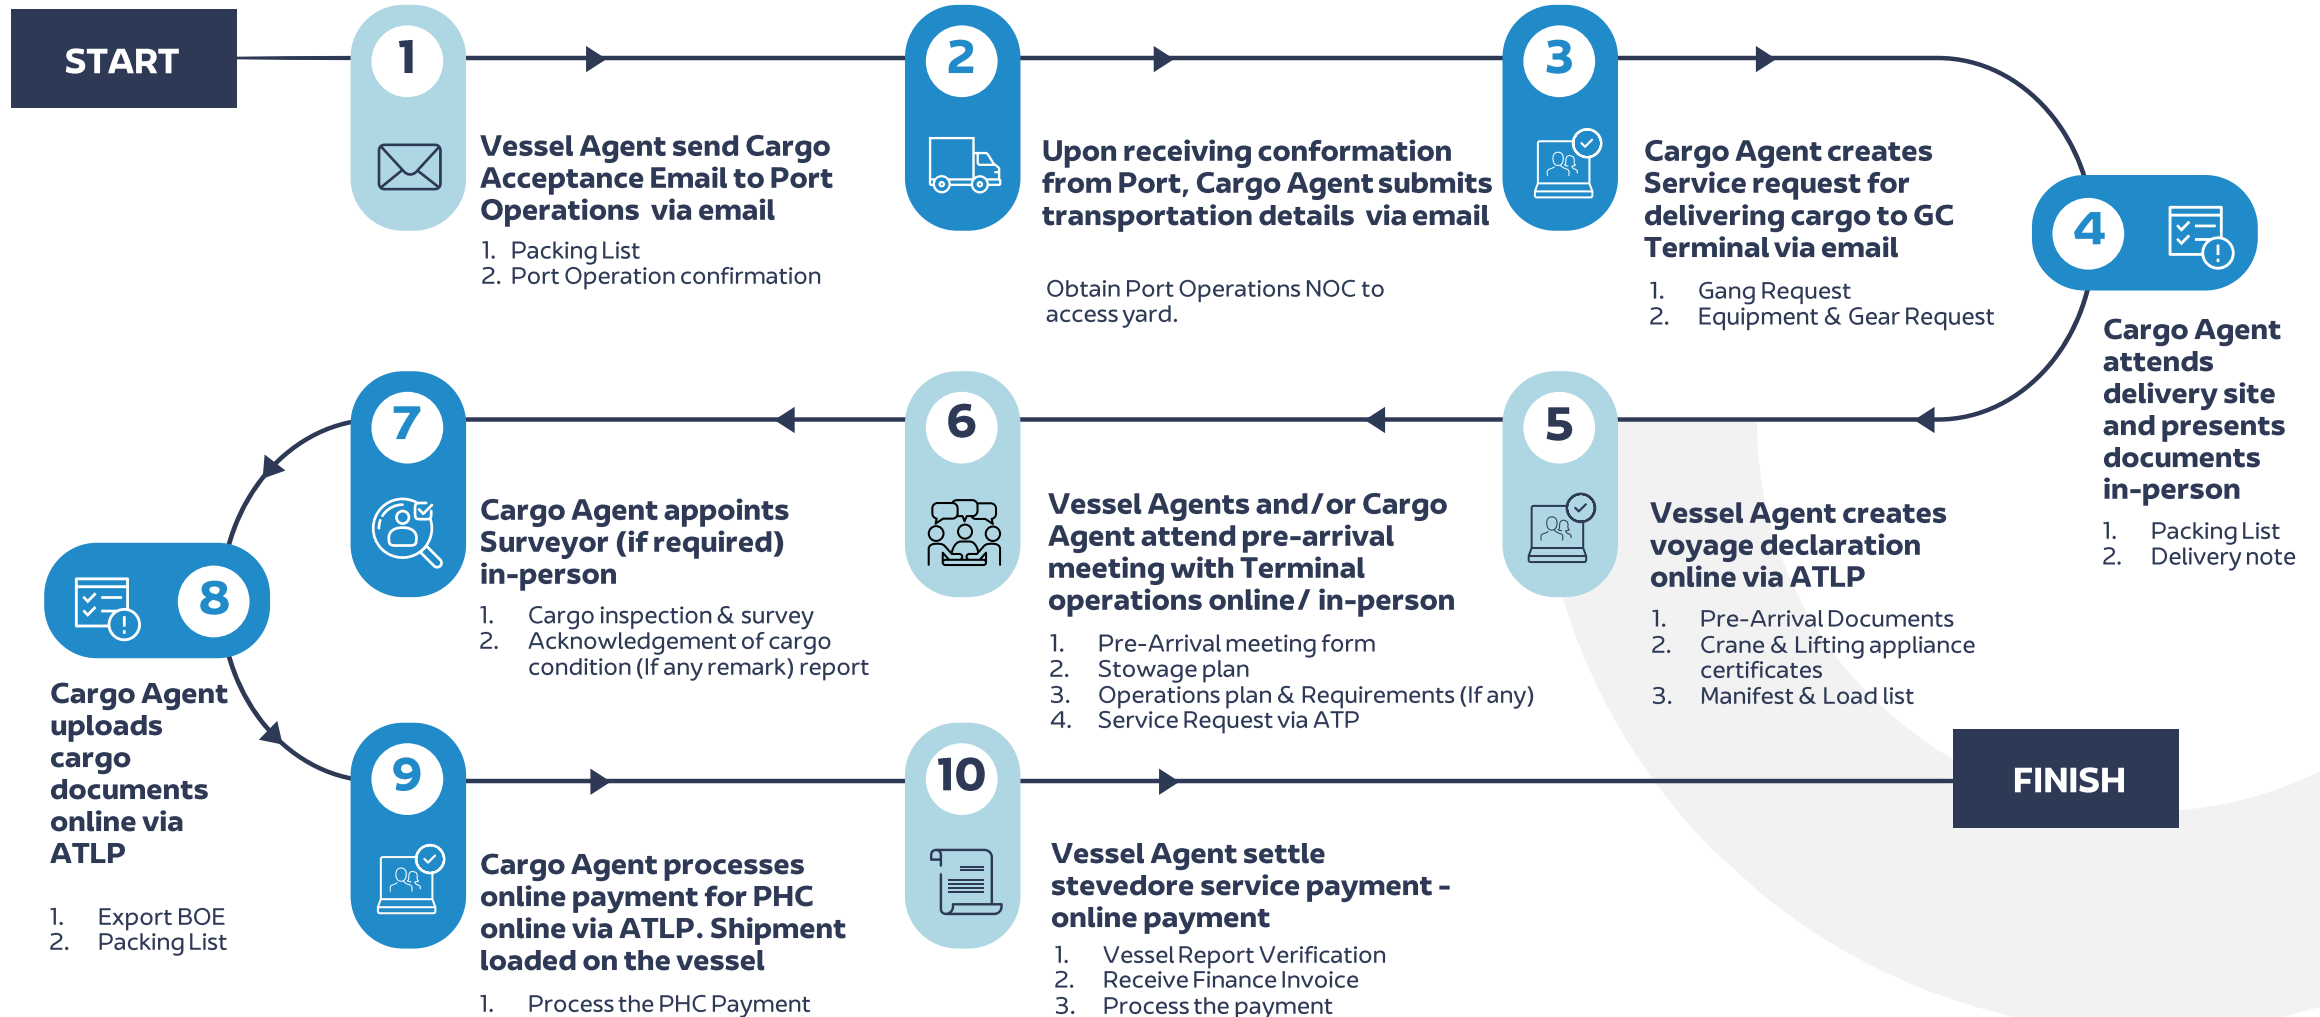 START
1
Vessel Agent send Cargo
Acceptance Email to Port
Operations via email
1. Packing List
2. Port Operation confirmation
2
Upon receiving conformation
from Port, Cargo Agent submits
transportation details via email
Obtain Port Operations NOC to
access yard.
3
Cargo Agent creates
Service request for
delivering cargo to GC
Terminal via email
1. Gang Request
2. Equipment & Gear Request
4
Cargo Agent
attends
delivery site
and presents
documents
in-person
1. Packing List
2. Delivery note
5
Vessel Agent creates
voyage declaration
online via ATLP
1. Pre-Arrival Documents
2. Crane & Lifting appliance
certificates
3. Manifest & Load list
6
Vessel Agents and/or Cargo
Agent attend pre-arrival
meeting with Terminal
operations online/ in-person
1. Pre-Arrival meeting form
2. Stowage plan
3. Operations plan & Requirements (If any)
4. Service Request via ATP
7
Cargo Agent appoints
Surveyor (if required)
in-person
1. Cargo inspection & survey
2. Acknowledgement of cargo
condition (If any remark) report
8
Cargo Agent
uploads
cargo
documents
online via
ATLP
1. Export BOE
2. Packing List
9
Cargo Agent processes
online payment for PHC
online via ATLP. Shipment
loaded on the vessel
1. Process the PHC Payment
10
Vessel Agent settle
stevedore service payment -
online payment
1. Vessel Report Verification
2. Receive Finance Invoice
3. Process the payment
FINISH